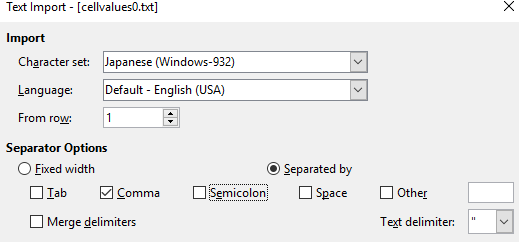 Text Import - [cellvalues0.txt]
Import
Character set: Japanese (Windows-932)
Language: Default - English (USA)
From row: 1
Separator Options
Fixed width Separated by
Tab Comma Semicolon Space Other
Merge delimiters Text delimiter: "